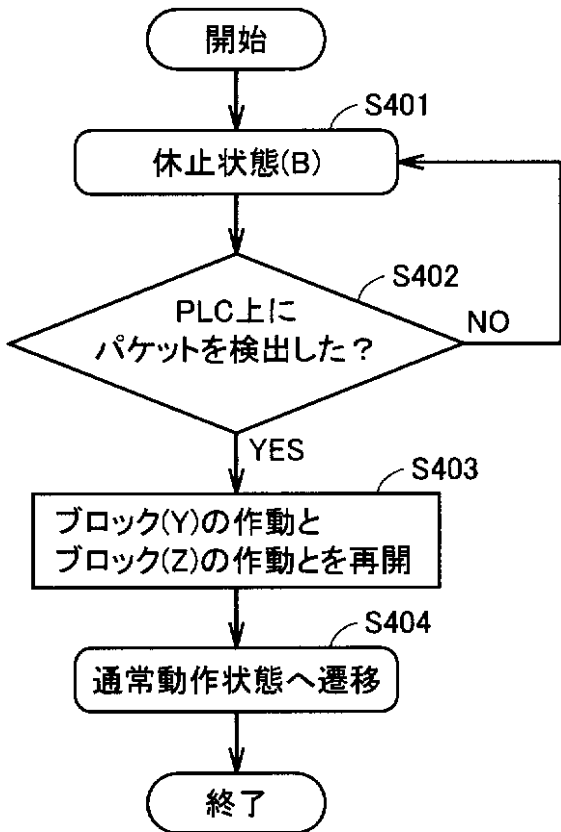 開始
S401
休止状態(B)
S402
PLC上に
パケットを検出した？
NO
YES
S403
ブロック(Y)の作動と
ブロック(Z)の作動とを再開
S404
通常動作状態へ遷移
終了